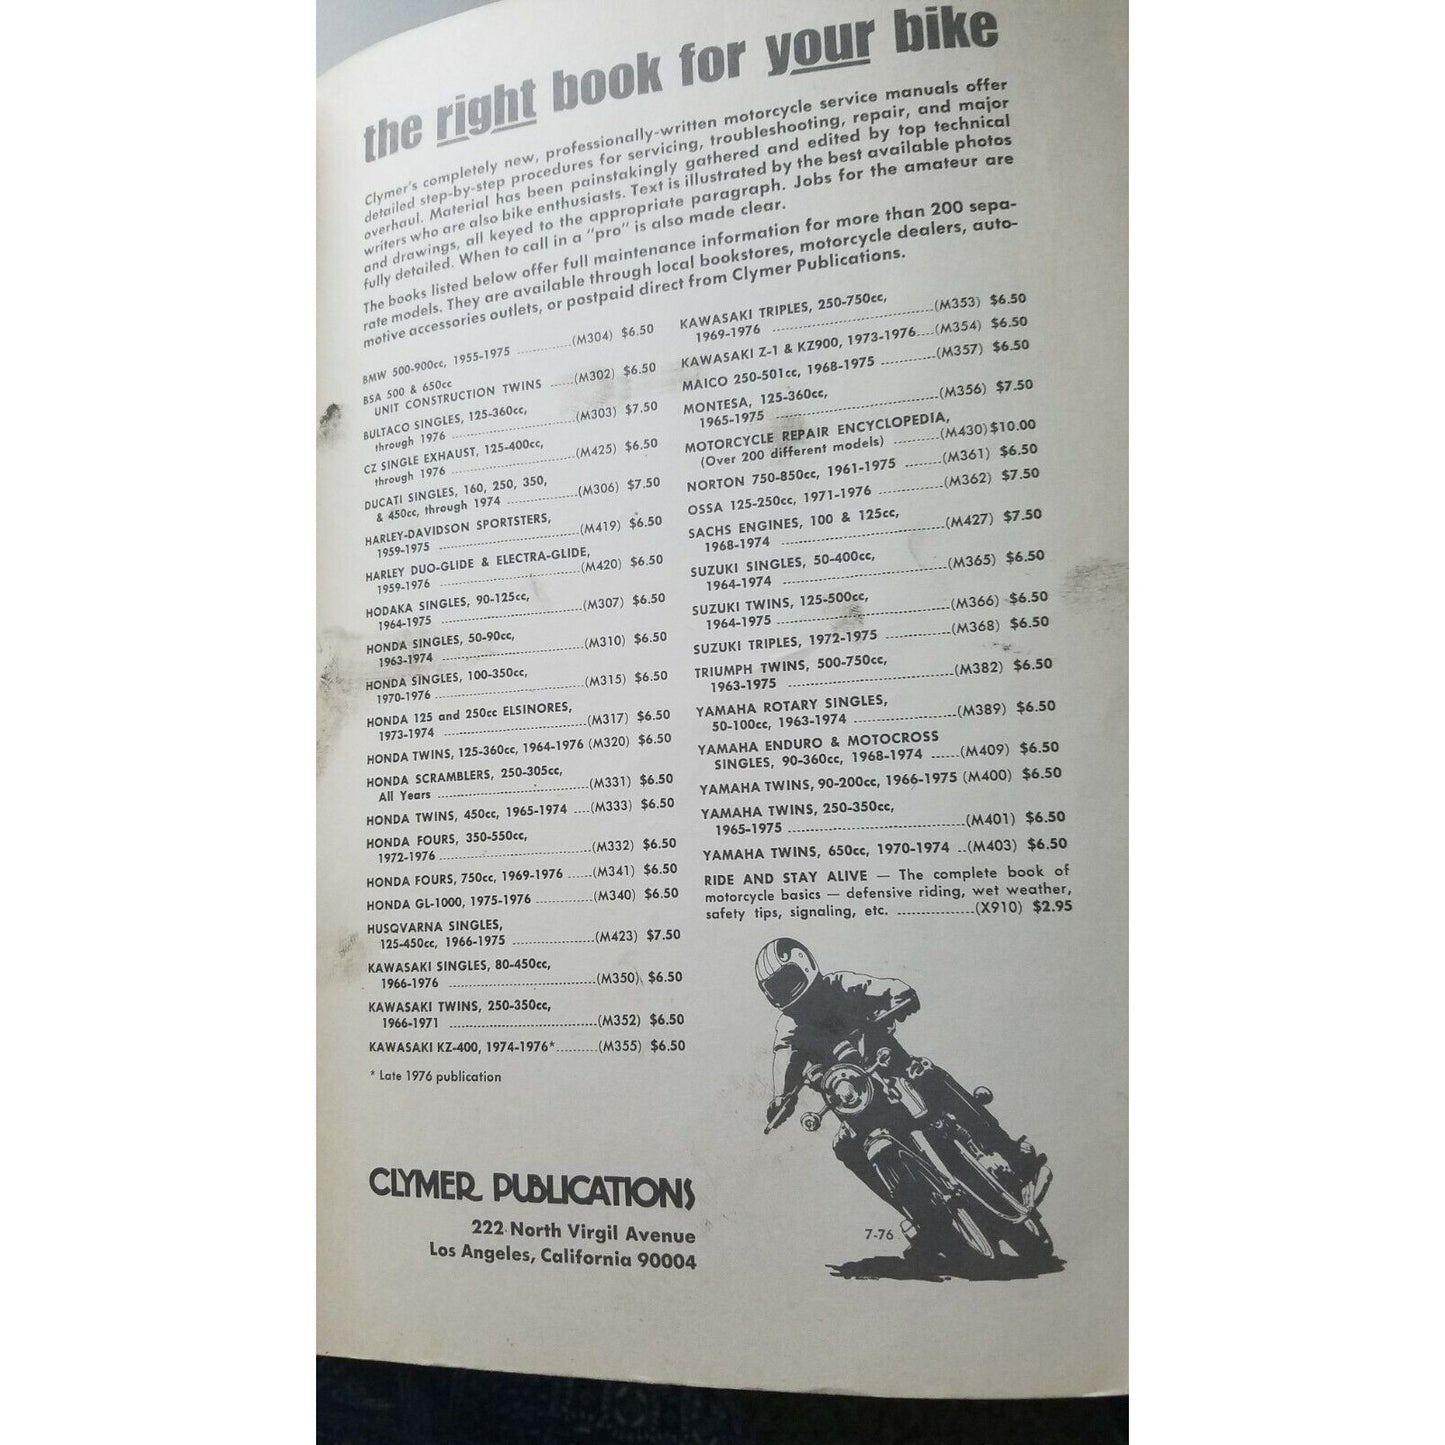 the right book for your bike
Clymer's completely new, professionally-written motorcycle service manuals offer
detailed step-by-step procedures for servicing, troubleshooting, repair, and major
overhaul. Material has been painstakingly gathered and edited by top technical
writers who are also bike enthusiasts. Text is illustrated by the best available photos
and drawings, all keyed to the appropriate paragraph. Jobs for the amateur are
fully detailed. When to call in a "pro" is also made clear.
The books listed below offer full maintenance information for more than 200 sepa-
rate models. They are available through local bookstores, motorcycle dealers, auto-
motive accessories outlets, or postpaid direct from Clymer Publications.
BMW 500-900cc, 1955-1975 ..............(M304) $6.50
BSA 500 & 650cc
UNIT CONSTRUCTION TWINS ......(M302) $6.50
BULTACO SINGLES, 125-360cc,
through 1976 ..............................(M303) $7.50
CZ SINGLE EXHAUST, 125-400cc,
through 1976 ..............................(M425) $6.50
DUCATI SINGLES, 160, 250, 350,
& 450cc, through 1974 .................(M306) $7.50
HARLEY-DAVIDSON SPORTSTERS,
1959-1975 ..................................(M419) $6.50
HARLEY DUO-GLIDE & ELECTRA-GLIDE,
1959-1976 ..................................(M420) $6.50
HODAKA SINGLES, 90-125cc,
1964-1975 ..................................(M307) $6.50
HONDA SINGLES, 50-90cc,
1963-1974 ..................................(M310) $6.50
HONDA SINGLES, 100-350cc,
1970-1976 ..................................(M315) $6.50
HONDA 125 and 250cc ELSINORES,
1973-1974 ..................................(M317) $6.50
HONDA TWINS, 125-360cc, 1964-1976 (M320) $6.50
HONDA SCRAMBLERS, 250-305cc,
All Years ....................................(M331) $6.50
HONDA TWINS, 450cc, 1965-1974 ....(M333) $6.50
HONDA FOURS, 350-550cc,
1972-1976 ..................................(M332) $6.50
HONDA FOURS, 750cc, 1969-1976 ......(M341) $6.50
HONDA GL-1000, 1975-1976 ..............(M340) $6.50
HUSQVARNA SINGLES,
125-450cc, 1966-1975 ....................(M423) $7.50
KAWASAKI SINGLES, 80-450cc,
1966-1976 ..................................(M350) $6.50
KAWASAKI TWINS, 250-350cc,
1966-1971 ..................................(M352) $6.50
KAWASAKI KZ-400, 1974-1976*..........(M355) $6.50
* Late 1976 publication
KAWASAKI TRIPLES, 250-750cc,
1969-1976 ..................................(M353) $6.50
KAWASAKI Z-1 & KZ900, 1973-1976....(M354) $6.50
MAICO 250-501cc, 1968-1975 ............(M357) $6.50
MONTESA, 125-360cc,
1965-1975 ..................................(M356) $7.50
MOTORCYCLE REPAIR ENCYCLOPEDIA,
(Over 200 different models) ..........(M430) $10.00
NORTON 750-850cc, 1961-1975 ........(M361) $6.50
OSSA 125-250cc, 1971-1976 ..............(M362) $7.50
SACHS ENGINES, 100 & 125cc,
1968-1974 ..................................(M427) $7.50
SUZUKI SINGLES, 50-400cc,
1964-1974 ..................................(M365) $6.50
SUZUKI TWINS, 125-500cc,
1964-1975 ..................................(M366) $6.50
SUZUKI TRIPLES, 1972-1975 ..............(M368) $6.50
TRIUMPH TWINS, 500-750cc,
1963-1975 ..................................(M382) $6.50
YAMAHA ROTARY SINGLES,
50-100cc, 1963-1974 ......................(M389) $6.50
YAMAHA ENDURO & MOTOCROSS
SINGLES, 90-360cc, 1968-1974 ......(M409) $6.50
YAMAHA TWINS, 90-200cc, 1966-1975 (M400) $6.50
YAMAHA TWINS, 250-350cc,
1965-1975 ..................................(M401) $6.50
YAMAHA TWINS, 650cc, 1970-1974 ..(M403) $6.50
RIDE AND STAY ALIVE — The complete book of
motorcycle basics — defensive riding, wet weather,
safety tips, signaling, etc. ..................(X910) $2.95
CLYMER PUBLICATIONS
222 North Virgil Avenue
Los Angeles, California 90004
7-76